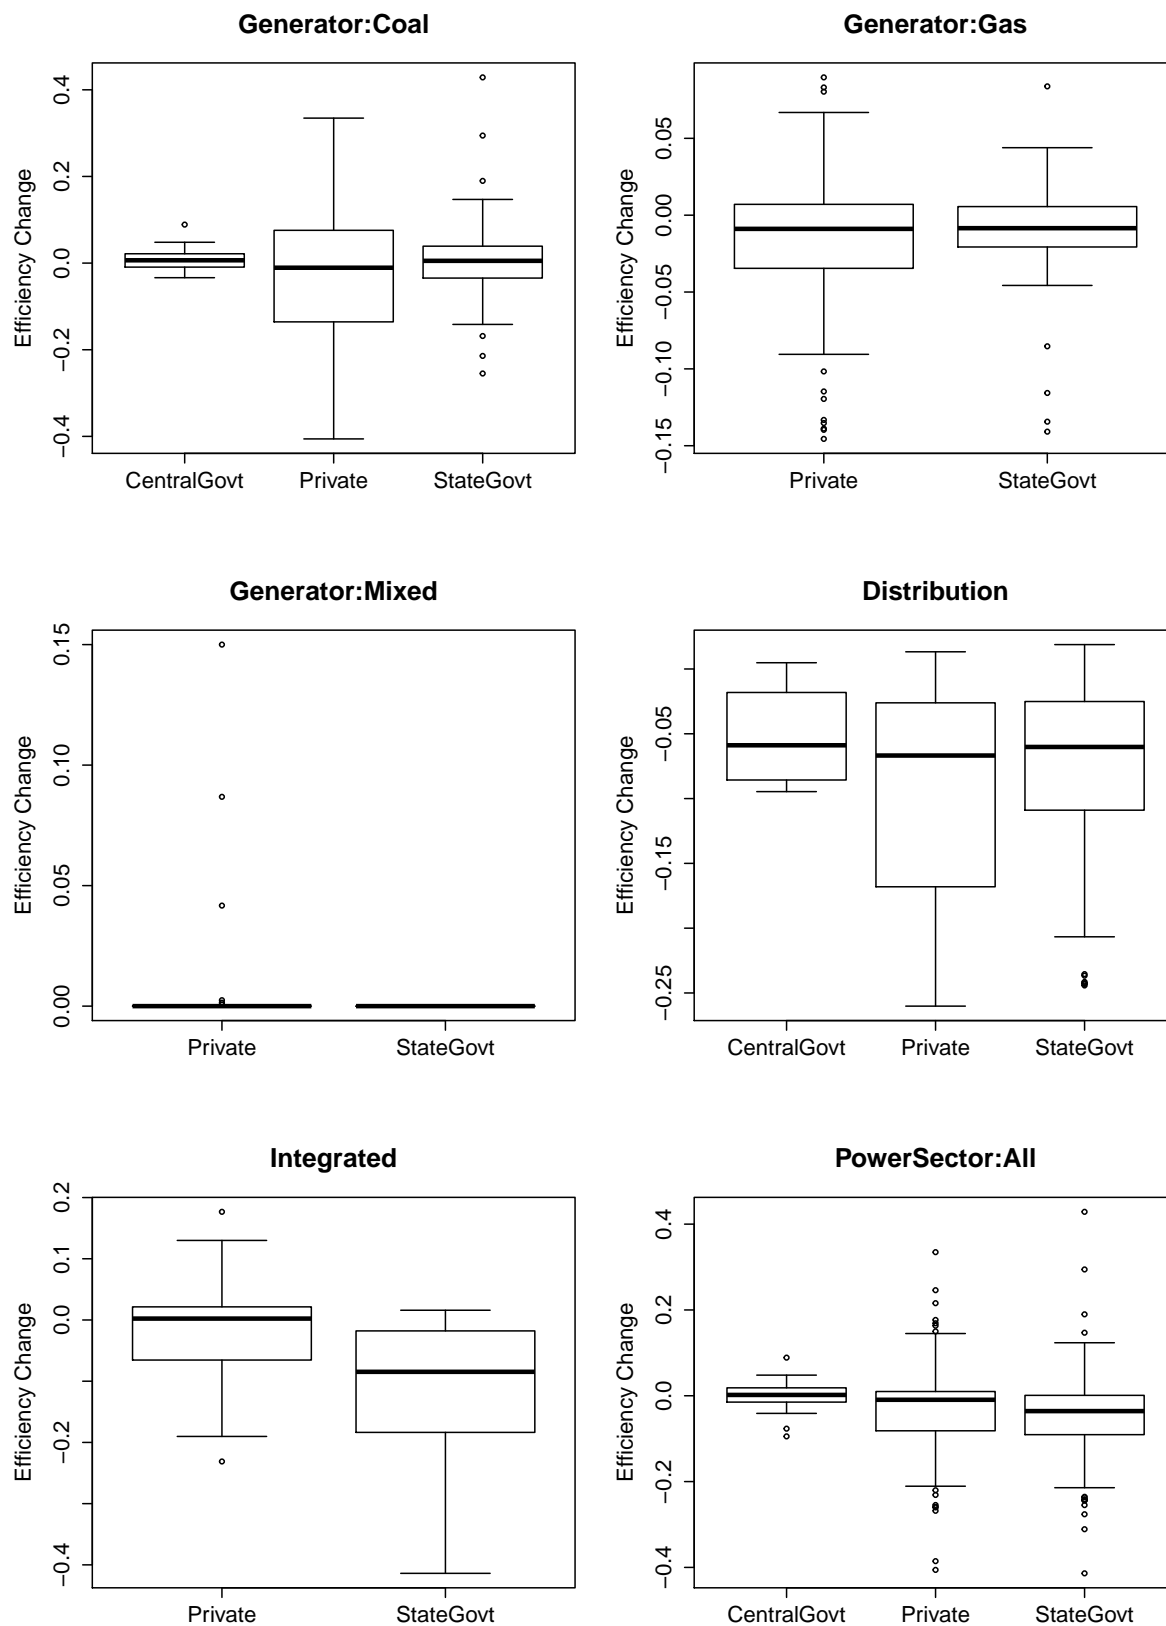 Generator:Coal
Efficiency Change
0.4
0.2
0.0
−0.2
−0.4
CentralGovt Private StateGovt
Generator:Gas
Efficiency Change
0.05
0.00
−0.05
−0.10
−0.15
Private StateGovt
Generator:Mixed
Efficiency Change
0.15
0.10
0.05
0.00
Private StateGovt
Distribution
Efficiency Change
−0.05
−0.15
−0.25
CentralGovt Private StateGovt
Integrated
Efficiency Change
0.2
0.1
0.0
−0.2
−0.4
Private StateGovt
PowerSector:All
Efficiency Change
0.4
0.2
0.0
−0.2
−0.4
CentralGovt Private StateGovt